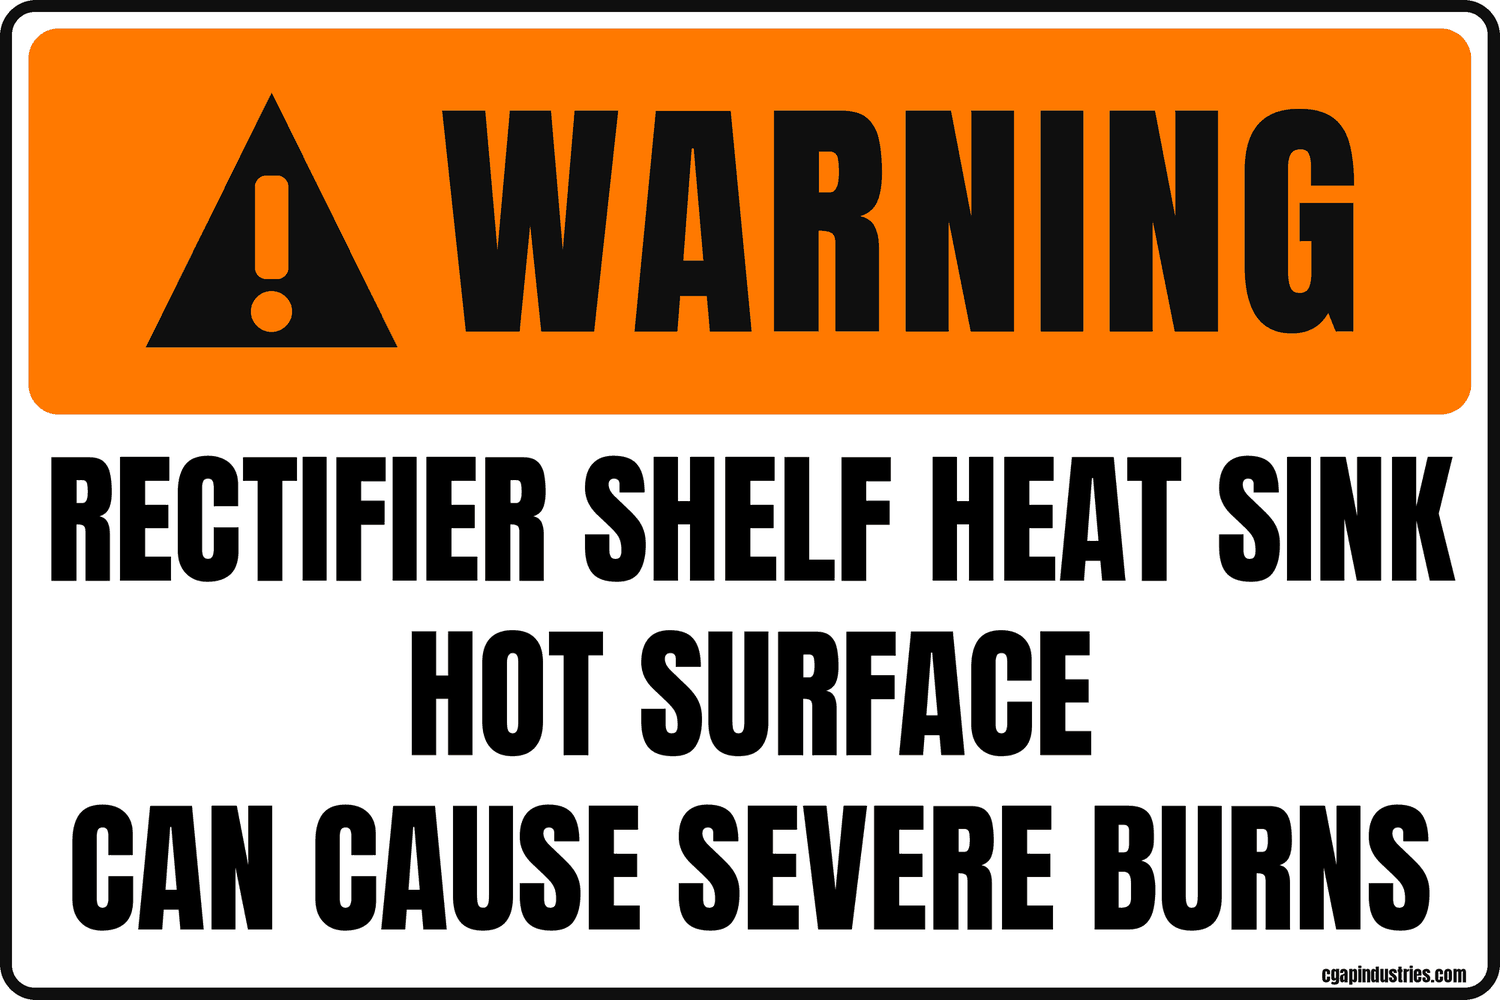 WARNING
RECTIFIER SHELF HEAT SINK
HOT SURFACE
CAN CAUSE SEVERE BURNS
cgapindustries.com